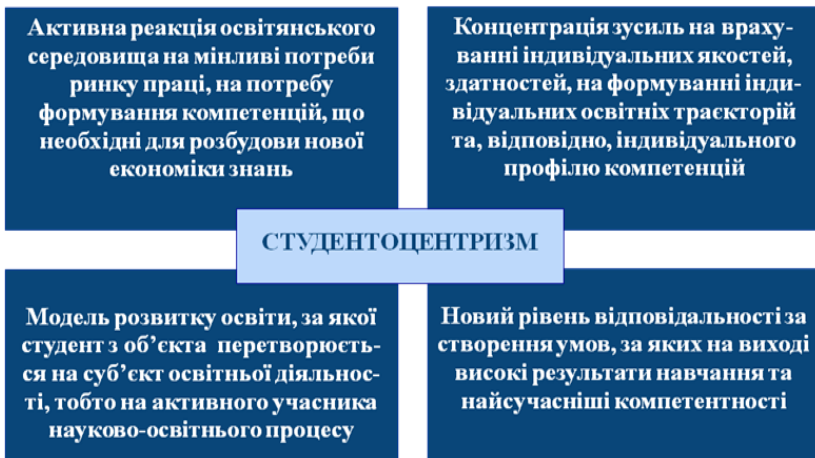 Активна реакція освітянського
середовища на мінливі потреби
ринку праці, на потребу
формування компетенцій, що
необхідні для розбудови нової
економіки знань
Концентрація зусиль на враху-
ванні індивідуальних якостей,
здатностей, на формуванні інди-
відуальних освітніх траєкторій
та, відповідно, індивідуального
профілю компетенцій
СТУДЕНТОЦЕНТРИЗМ
Модель розвитку освіти, за якої
студент з об’єкта перетворюєть-
ся на суб’єкт освітньої діяльнос-
ті, тобто на активного учасника
науково-освітнього процесу
Новий рівень відповідальності за
створення умов, за яких на виході
високі результати навчання та
найсучасніші компетентності